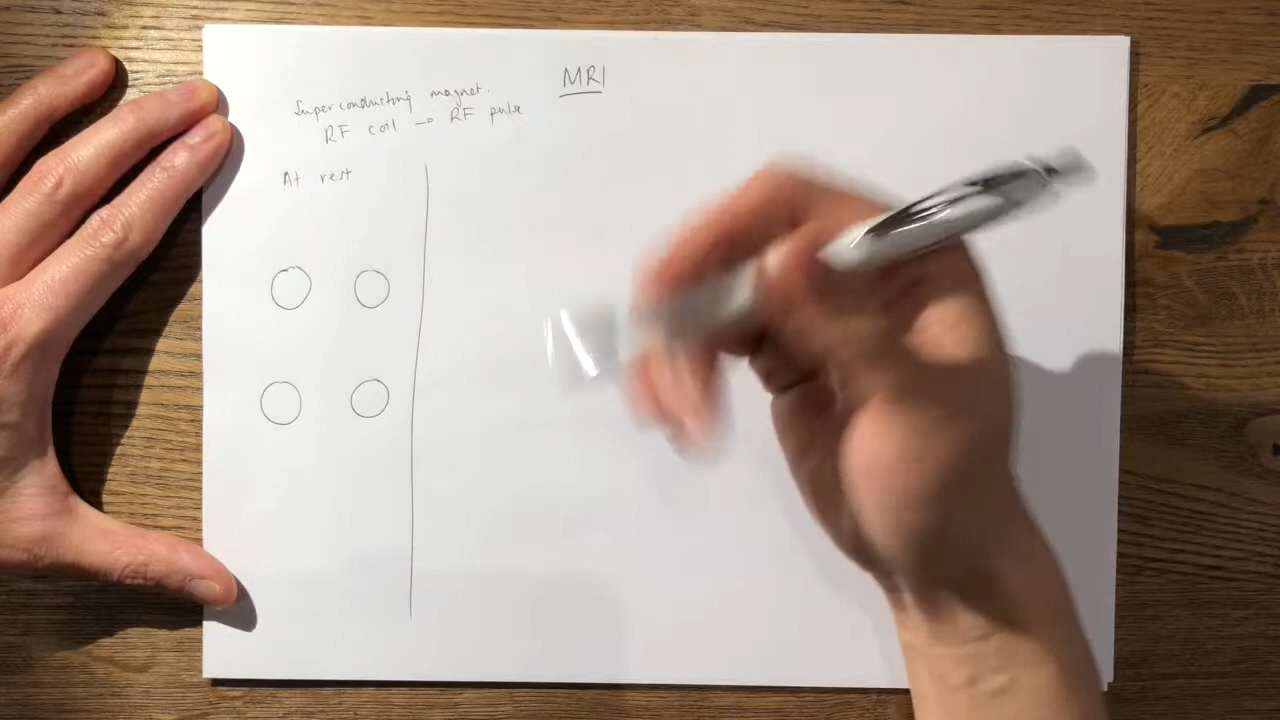 MRI
Superconducting magnet.
RF coil → RF pulse
At rest